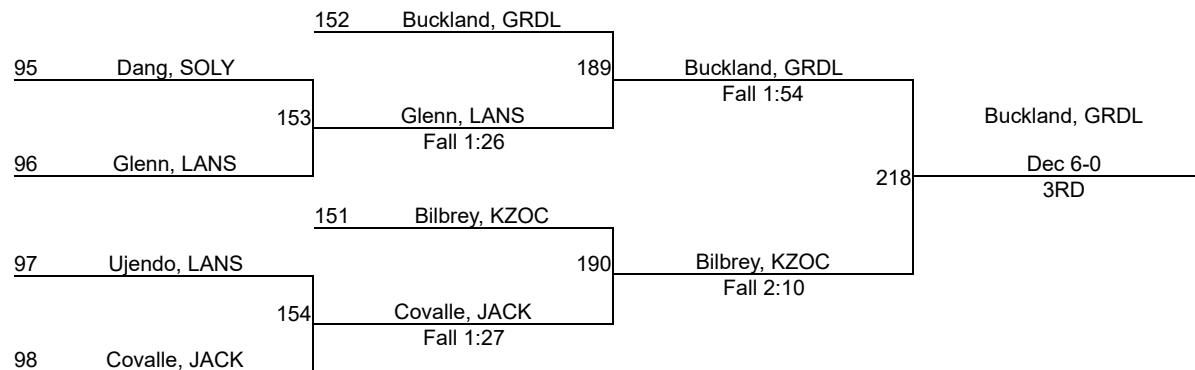 152 Buckland, GRDL
95 Dang, SOLY
189 Buckland, GRDL
Fall 1:54
153 Glenn, LANS
Fall 1:26
Buckland, GRDL
96 Glenn, LANS
218 Dec 6-0
3RD
151 Bilbrey, KZOC
97 Ujendo, LANS
190 Bilbrey, KZOC
Fall 2:10
154 Covalle, JACK
Fall 1:27
98 Covalle, JACK